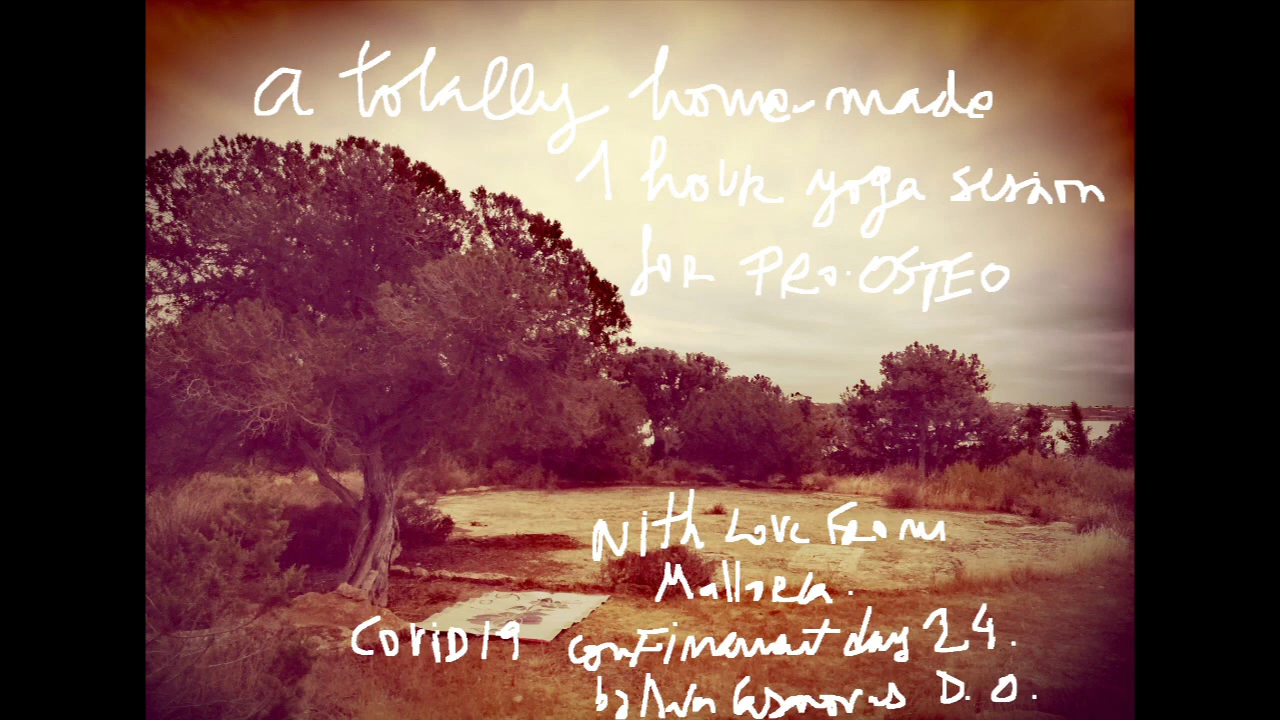 a totally home-made
1 hour yoga session
for PRO-OSTEO
With Love From
Mallorca.
COVID19 confinement day 24.
by Casanovas D.O.